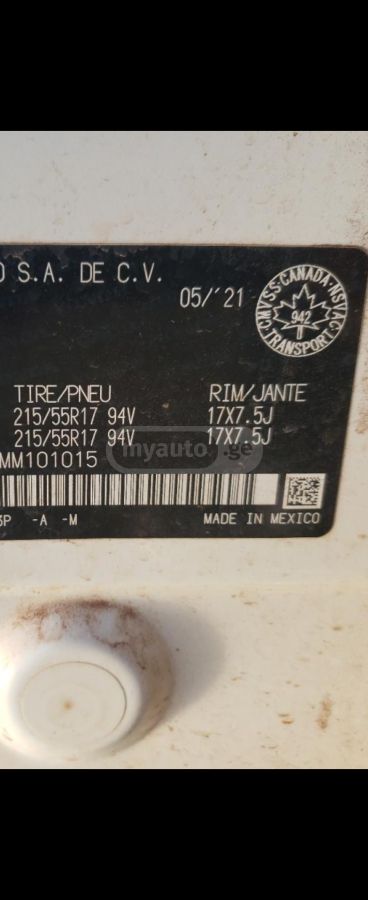 O S.A. DE C.V.
05/'21
CMVSS-CANADA-NSVAC
942
TRANSPORT
TIRE/PNEU RIM/JANTE
215/55R17 94V 17X7.5J
215/55R17 94V 17X7.5J
MM101015
myauto.ge
3P -A -M MADE IN MEXICO